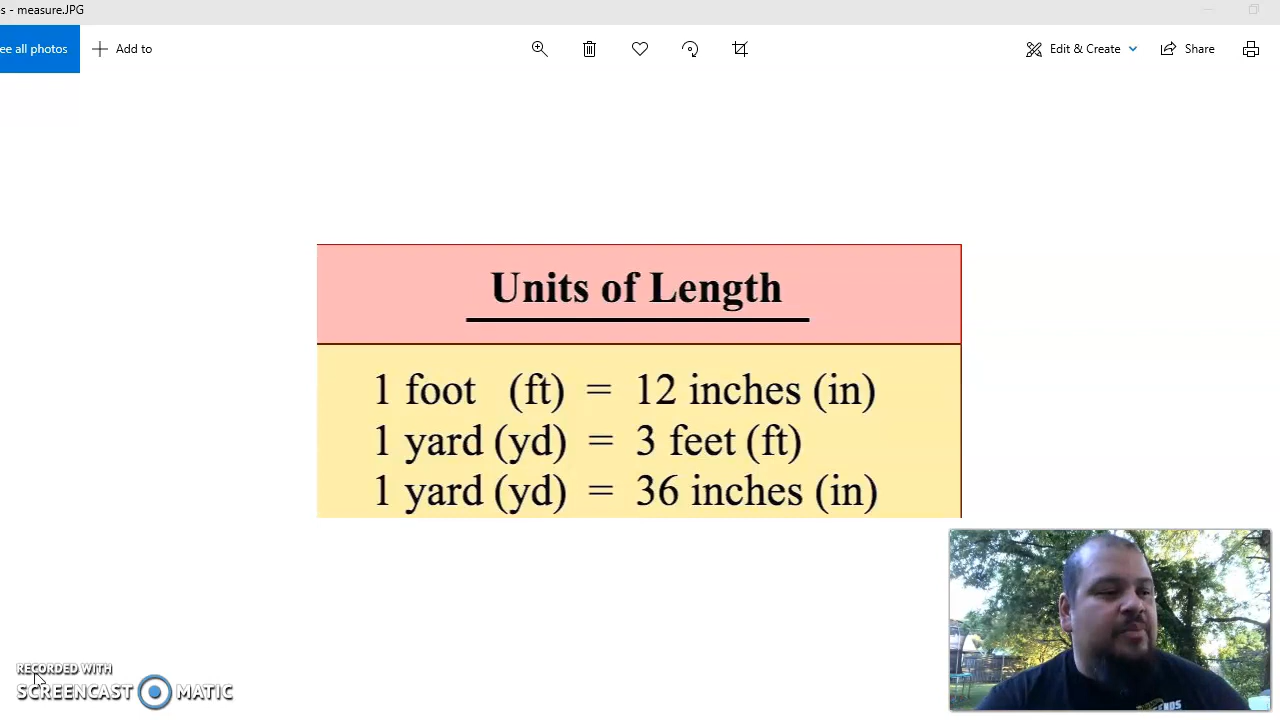 s - measure.JPG
ee all photos
Add to
Edit & Create
Share
Units of Length
1 foot (ft) = 12 inches (in)
1 yard (yd) = 3 feet (ft)
1 yard (yd) = 36 inches (in)
RECORDED WITH
SCREENCAST MATIC